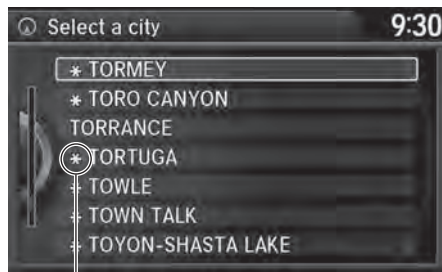 Select a city 9:30
* TORMEY
* TORO CANYON
TORRANCE
* TORTUGA
* TOWLE
* TOWN TALK
* TOYON-SHASTA LAKE